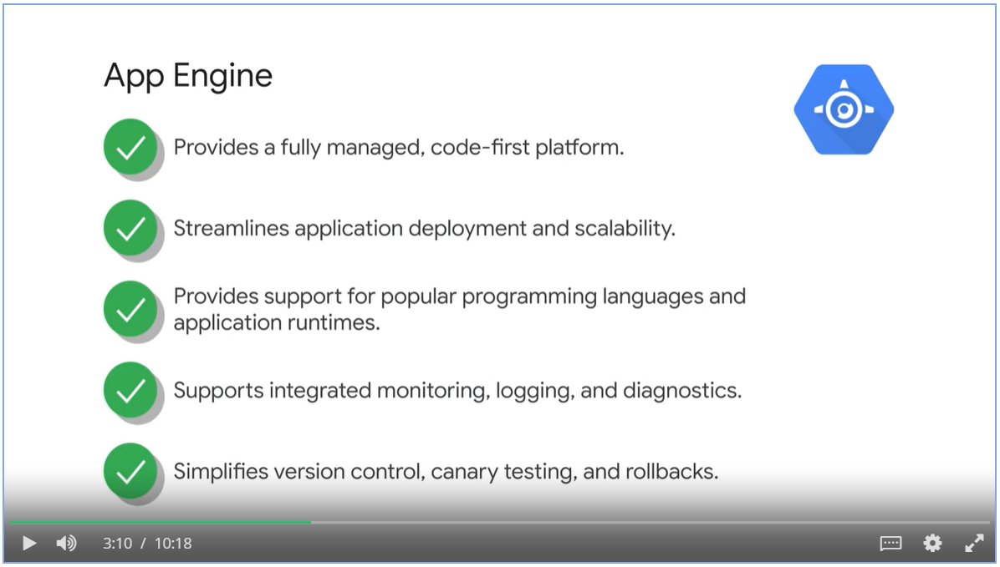 App Engine
Provides a fully managed, code-first platform.
Streamlines application deployment and scalability.
Provides support for popular programming languages and
application runtimes.
Supports integrated monitoring, logging, and diagnostics.
Simplifies version control, canary testing, and rollbacks.
3:10 / 10:18